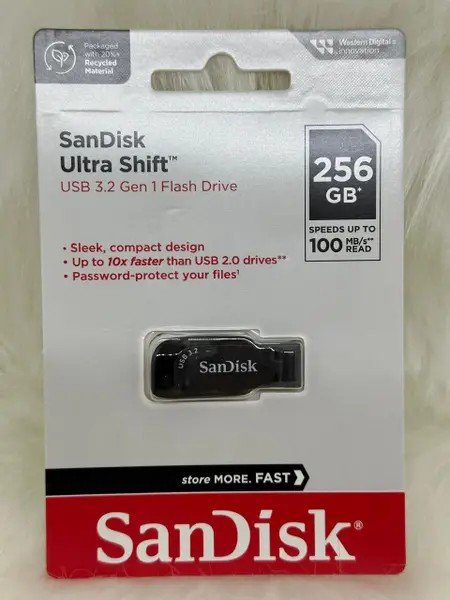 Packaged
with 20%+
Recycled
Material
Western Digital®
Innovation
SanDisk
Ultra Shift™
USB 3.2 Gen 1 Flash Drive
256
GB*
SPEEDS UP TO
100 MB/s**
READ
• Sleek, compact design
• Up to 10x faster than USB 2.0 drives**
• Password-protect your files¹
USB 3.2
SanDisk
store MORE. FAST
SanDisk®